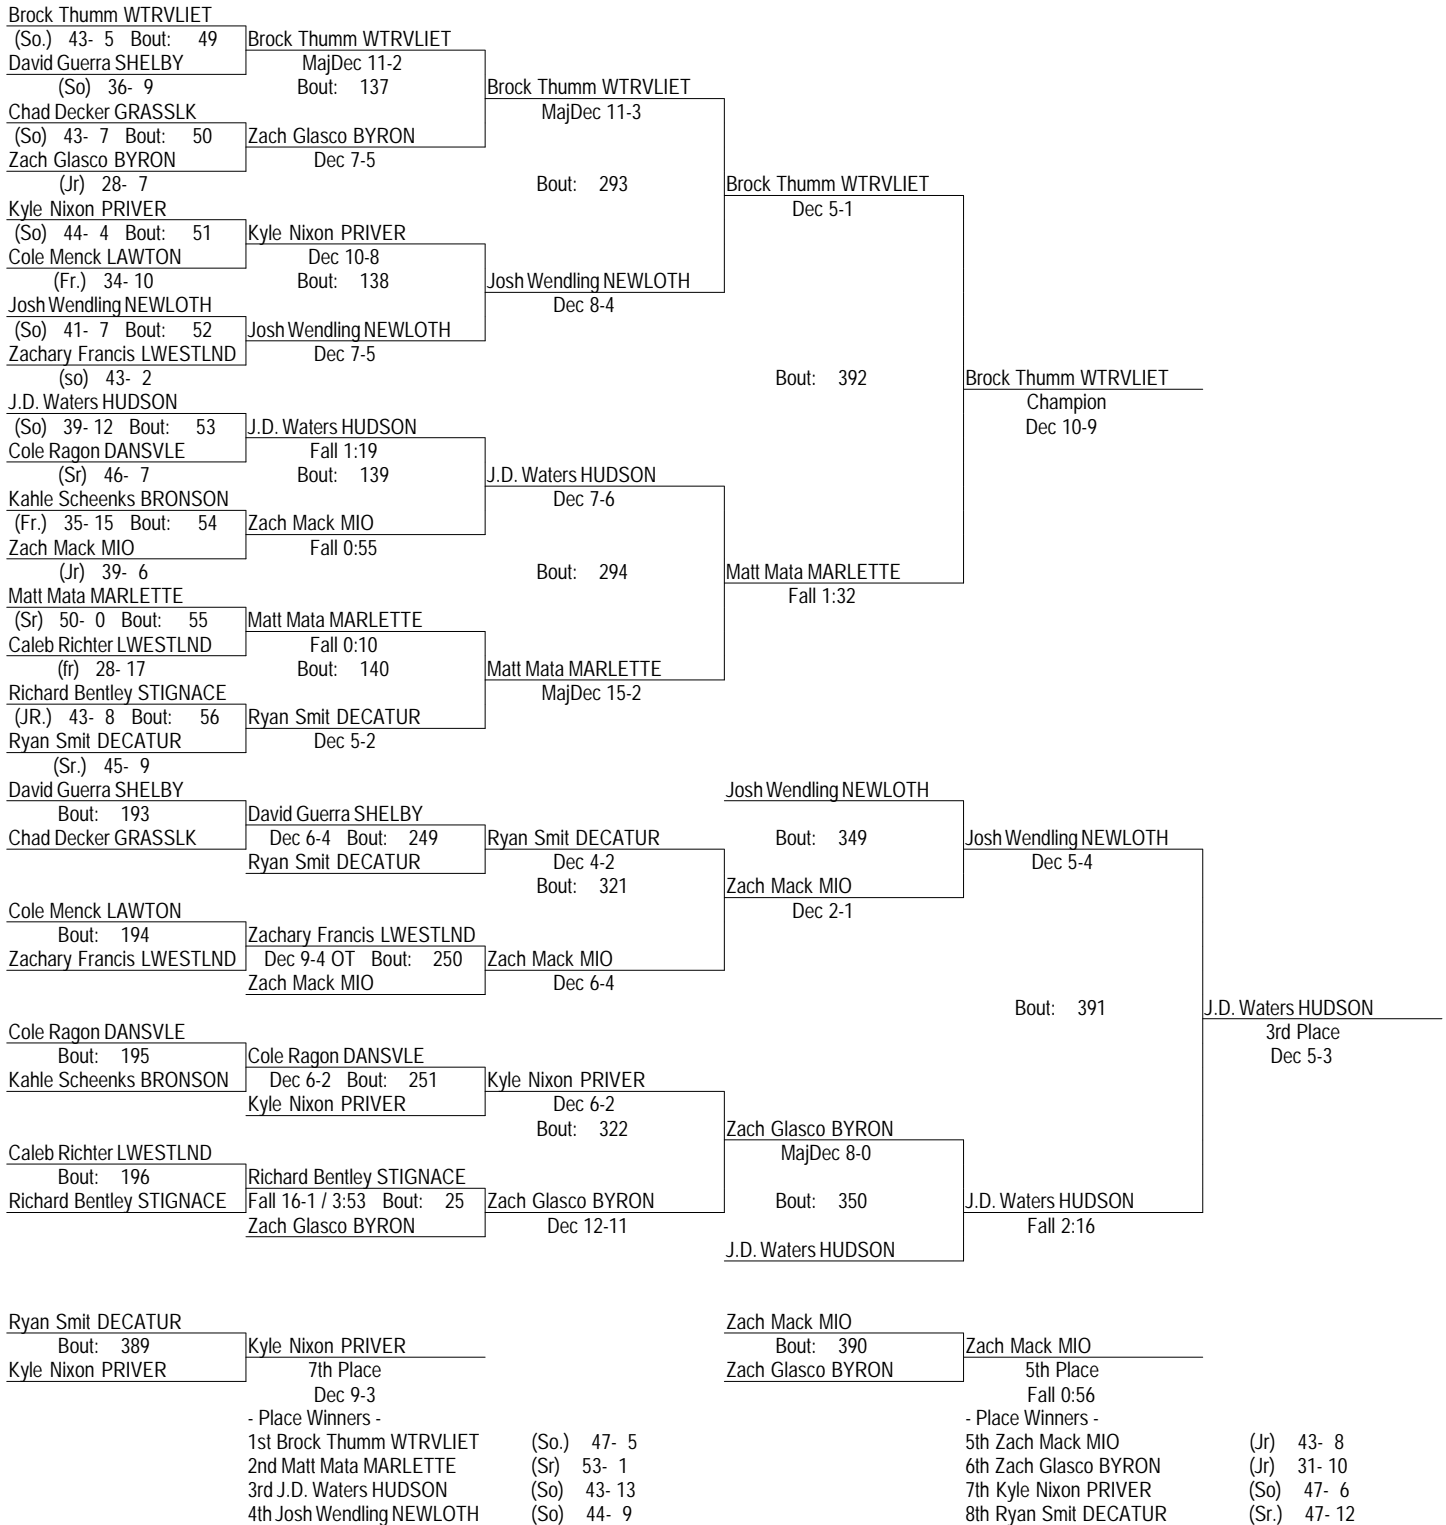 Brock Thumm WTRVLIET
(So.) 43- 5 Bout: 49 Brock Thumm WTRVLIET
David Guerra SHELBY MajDec 11-2
(So) 36- 9 Bout: 137 Brock Thumm WTRVLIET
Chad Decker GRASSLK MajDec 11-3
(So) 43- 7 Bout: 50 Zach Glasco BYRON
Zach Glasco BYRON Dec 7-5
(Jr) 28- 7 Bout: 293 Brock Thumm WTRVLIET
Kyle Nixon PRIVER Dec 5-1
(So) 44- 4 Bout: 51 Kyle Nixon PRIVER
Cole Menck LAWTON Dec 10-8
(Fr.) 34- 10 Bout: 138 Josh Wendling NEWLOTH
Josh Wendling NEWLOTH Dec 8-4
(So) 41- 7 Bout: 52 Josh Wendling NEWLOTH
Zachary Francis LWESTLND Dec 7-5
(so) 43- 2 Bout: 392 Brock Thumm WTRVLIET
J.D. Waters HUDSON Champion
(So) 39- 12 Bout: 53 J.D. Waters HUDSON Dec 10-9
Cole Ragon DANSVLE Fall 1:19
(Sr) 46- 7 Bout: 139 J.D. Waters HUDSON
Kahle Scheenks BRONSON Dec 7-6
(Fr.) 35- 15 Bout: 54 Zach Mack MIO
Zach Mack MIO Fall 0:55
(Jr) 39- 6 Bout: 294 Matt Mata MARLETTE
Matt Mata MARLETTE Fall 1:32
(Sr) 50- 0 Bout: 55 Matt Mata MARLETTE
Caleb Richter LWESTLND Fall 0:10
(fr) 28- 17 Bout: 140 Matt Mata MARLETTE
Richard Bentley STIGNACE MajDec 15-2
(JR.) 43- 8 Bout: 56 Ryan Smit DECATUR
Ryan Smit DECATUR Dec 5-2
(Sr.) 45- 9
David Guerra SHELBY Josh Wendling NEWLOTH
Bout: 193 David Guerra SHELBY
Chad Decker GRASSLK Dec 6-4 Bout: 249 Ryan Smit DECATUR Bout: 349 Josh Wendling NEWLOTH
Ryan Smit DECATUR Dec 4-2 Dec 5-4
Bout: 321 Zach Mack MIO
Cole Menck LAWTON Dec 2-1
Bout: 194 Zachary Francis LWESTLND
Zachary Francis LWESTLND Dec 9-4 OT Bout: 250 Zach Mack MIO
Zach Mack MIO Dec 6-4
Bout: 391 J.D. Waters HUDSON
Cole Ragon DANSVLE 3rd Place
Bout: 195 Cole Ragon DANSVLE Dec 5-3
Kahle Scheenks BRONSON Dec 6-2 Bout: 251 Kyle Nixon PRIVER
Kyle Nixon PRIVER Dec 6-2
Bout: 322 Zach Glasco BYRON
Caleb Richter LWESTLND MajDec 8-0
Bout: 196 Richard Bentley STIGNACE
Richard Bentley STIGNACE Fall 16-1 / 3:53 Bout: 25 Zach Glasco BYRON Bout: 350 J.D. Waters HUDSON
Zach Glasco BYRON Dec 12-11 Fall 2:16
J.D. Waters HUDSON
Ryan Smit DECATUR Zach Mack MIO
Bout: 389 Kyle Nixon PRIVER Bout: 390 Zach Mack MIO
Kyle Nixon PRIVER 7th Place Zach Glasco BYRON 5th Place
Dec 9-3 Fall 0:56
- Place Winners - - Place Winners -
1st Brock Thumm WTRVLIET (So.) 47- 5 5th Zach Mack MIO (Jr) 43- 8
2nd Matt Mata MARLETTE (Sr) 53- 1 6th Zach Glasco BYRON (Jr) 31- 10
3rd J.D. Waters HUDSON (So) 43- 13 7th Kyle Nixon PRIVER (So) 47- 6
4th Josh Wendling NEWLOTH (So) 44- 9 8th Ryan Smit DECATUR (Sr.) 47- 12